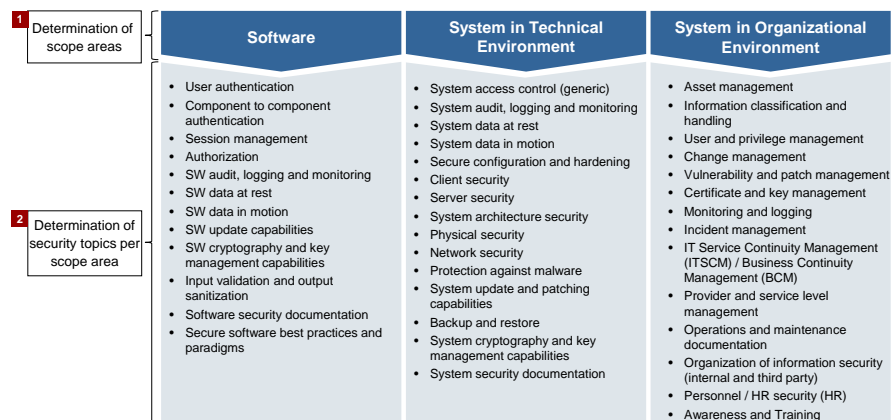 1
Determination of
scope areas
Software
System in Technical
Environment
System in Organizational
Environment
2
Determination of
security topics per
scope area
• User authentication
• Component to component
authentication
• Session management
• Authorization
• SW audit, logging and monitoring
• SW data at rest
• SW data in motion
• SW update capabilities
• SW cryptography and key
management capabilities
• Input validation and output
sanitization
• Software security documentation
• Secure software best practices and
paradigms
• System access control (generic)
• System audit, logging and monitoring
• System data at rest
• System data in motion
• Secure configuration and hardening
• Client security
• Server security
• System architecture security
• Physical security
• Network security
• Protection against malware
• System update and patching
capabilities
• Backup and restore
• System cryptography and key
management capabilities
• System security documentation
• Asset management
• Information classification and
handling
• User and privilege management
• Change management
• Vulnerability and patch management
• Certificate and key management
• Monitoring and logging
• Incident management
• IT Service Continuity Management
(ITSCM) / Business Continuity
Management (BCM)
• Provider and service level
management
• Operations and maintenance
documentation
• Organization of information security
(internal and third party)
• Personnel / HR security (HR)
• Awareness and Training